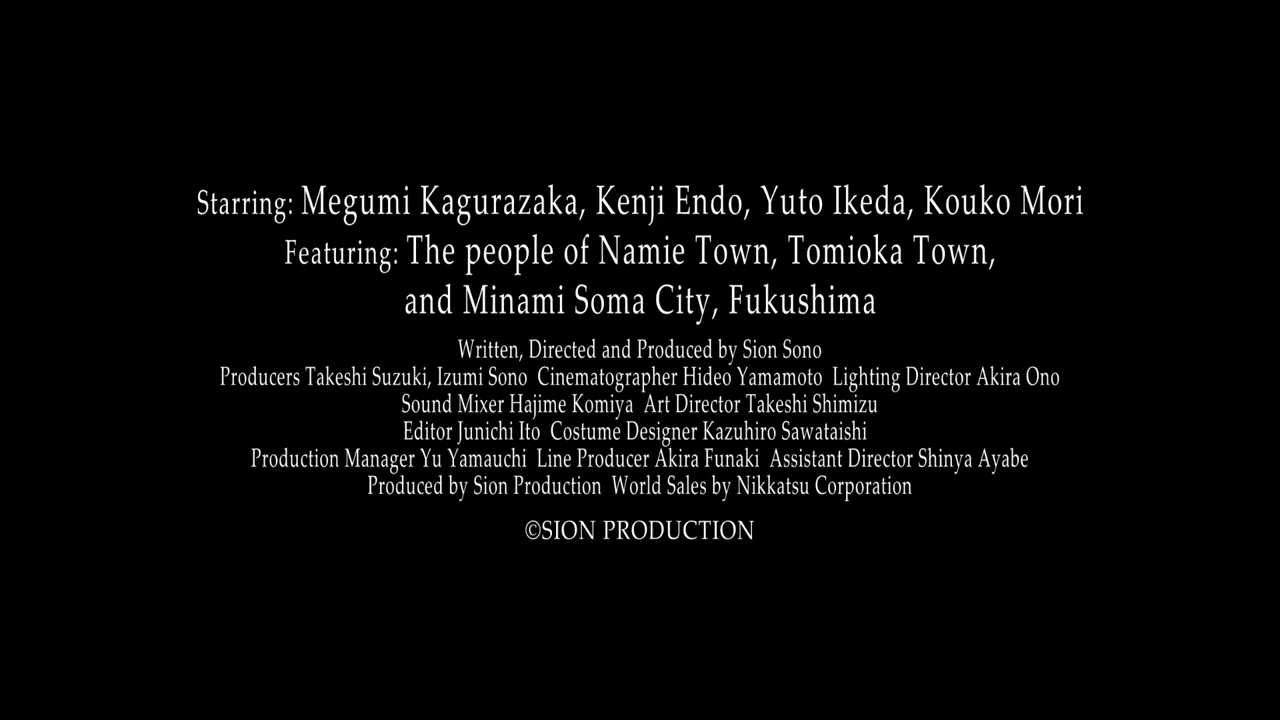 Starring: Megumi Kagurazaka, Kenji Endo, Yuto Ikeda, Kouko Mori
Featuring: The people of Namie Town, Tomioka Town,
and Minami Soma City, Fukushima
Written, Directed and Produced by Sion Sono
Producers Takeshi Suzuki, Izumi Sono Cinematographer Hideo Yamamoto Lighting Director Akira Ono
Sound Mixer Hajime Komiya Art Director Takeshi Shimizu
Editor Junichi Ito Costume Designer Kazuhiro Sawataishi
Production Manager Yu Yamauchi Line Producer Akira Funaki Assistant Director Shinya Ayabe
Produced by Sion Production World Sales by Nikkatsu Corporation
©SION PRODUCTION